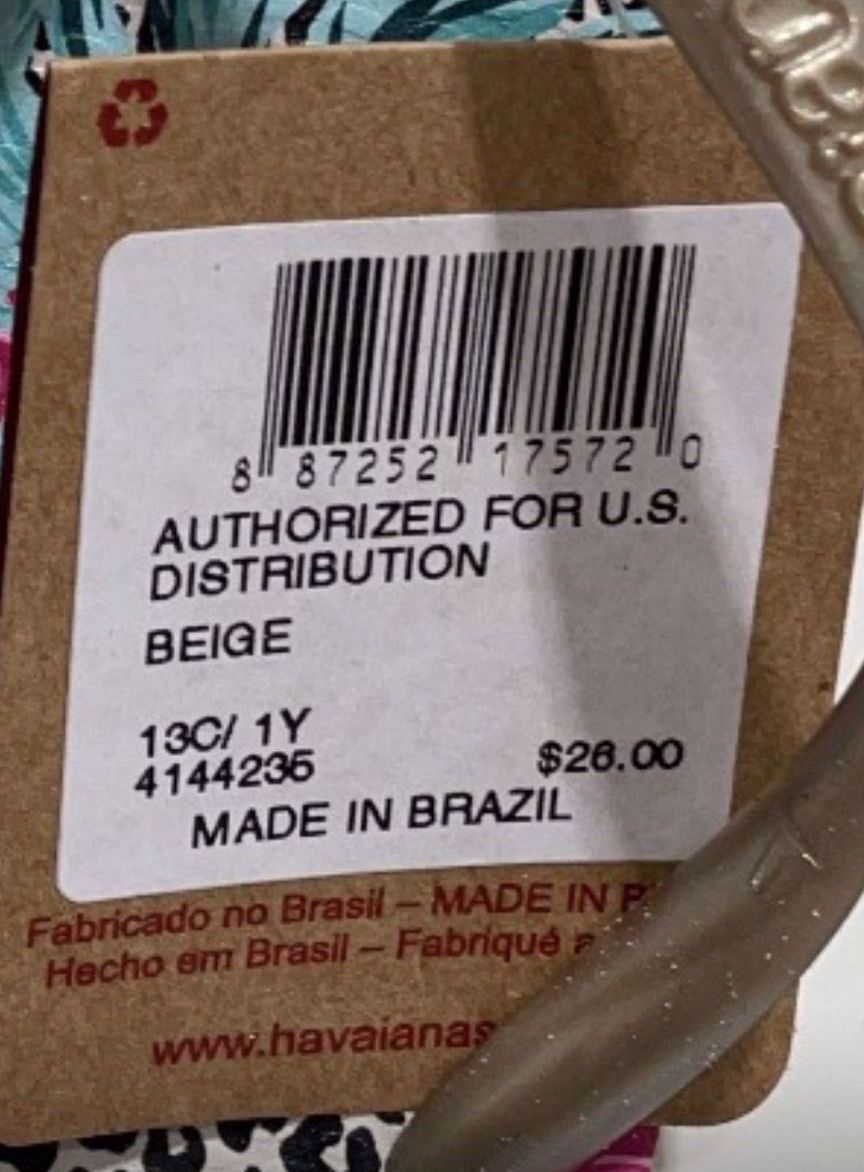 8 87252 17572 0
AUTHORIZED FOR U.S.
DISTRIBUTION
BEIGE
13C/ 1Y
4144235 $26.00
MADE IN BRAZIL
Fabricado no Brasil – MADE IN
Hecho em Brasil – Fabriqué
www.havaianas